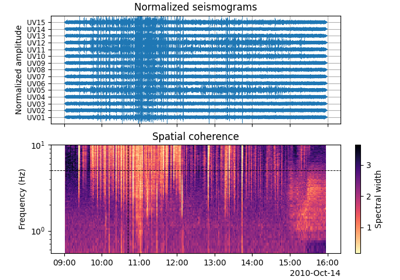 Normalized seismograms
Normalized amplitude
UV15
UV14
UV13
UV12
UV11
UV10
UV09
UV08
UV07
UV06
UV05
UV04
UV03
UV02
UV01
Spatial coherence
Frequency (Hz)
10¹
10⁰
3
2
1
Spectral width
09:00 10:00 11:00 12:00 13:00 14:00 15:00 16:00
2010-Oct-14